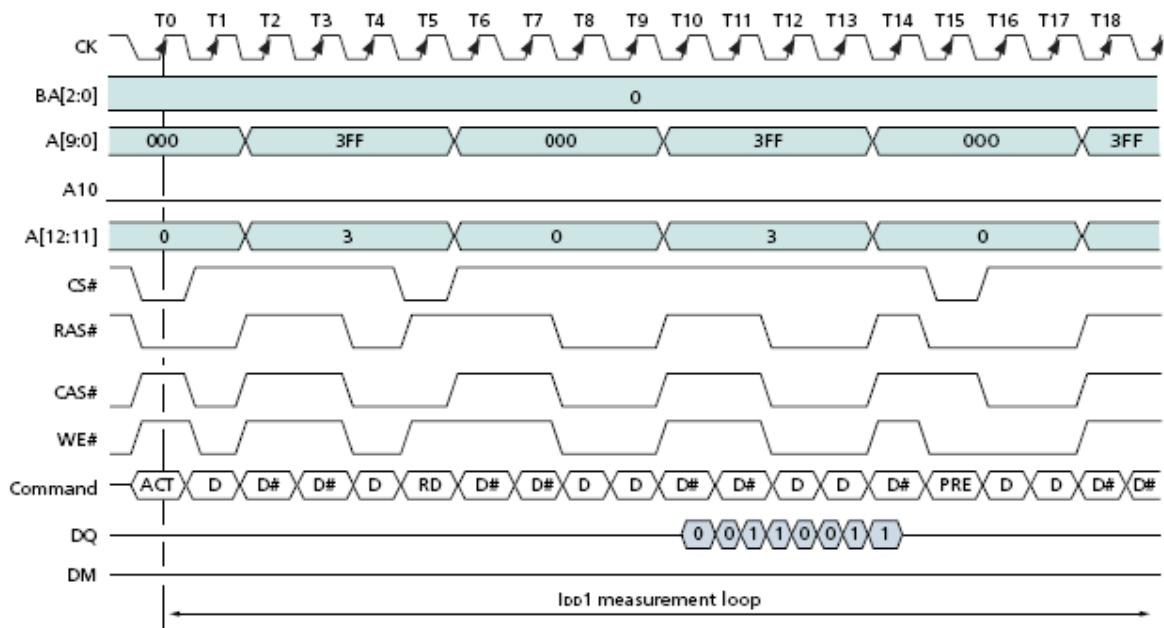 T0 T1 T2 T3 T4 T5 T6 T7 T8 T9 T10 T11 T12 T13 T14 T15 T16 T17 T18
CK
BA[2:0] 0
A[9:0] 000 3FF 000 3FF 000 3FF
A10
A[12:11] 0 3 0 3 0
CS#
RAS#
CAS#
WE#
Command ACT D D# D# D RD D# D# D D D# D# D D D# PRE D D D# D#
DQ 0 0 1 1 0 0 1 1
DM
IDD1 measurement loop